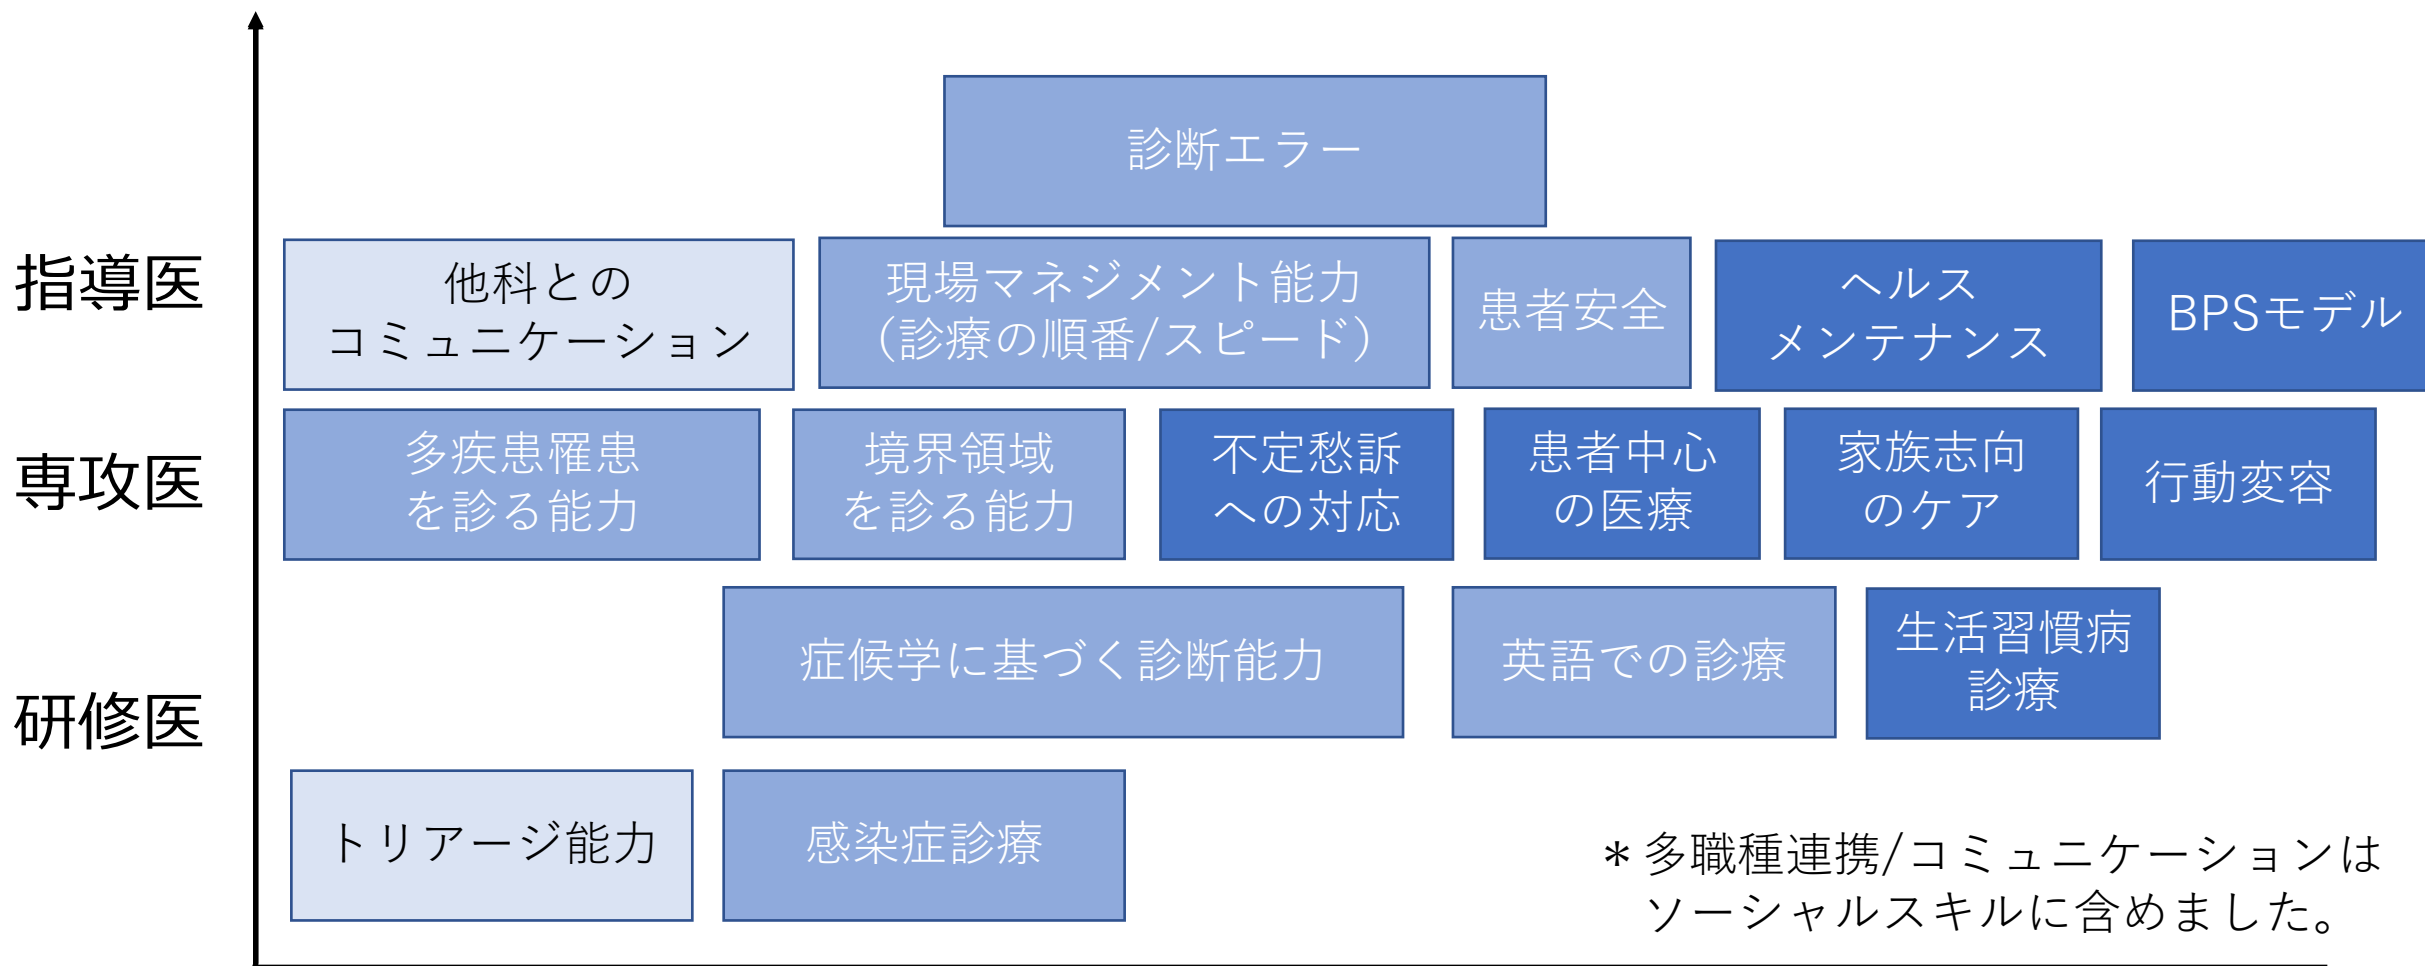 診断エラー
指導医
他科との
コミュニケーション
現場マネジメント能力
（診療の順番/スピード）
患者安全
ヘルス
メンテナンス
BPSモデル
専攻医
多疾患罹患
を診る能力
境界領域
を診る能力
不定愁訴
への対応
患者中心
の医療
家族志向
のケア
行動変容
研修医
症候学に基づく診断能力
英語での診療
生活習慣病
診療
トリアージ能力
感染症診療
＊多職種連携/コミュニケーションは
ソーシャルスキルに含めました。